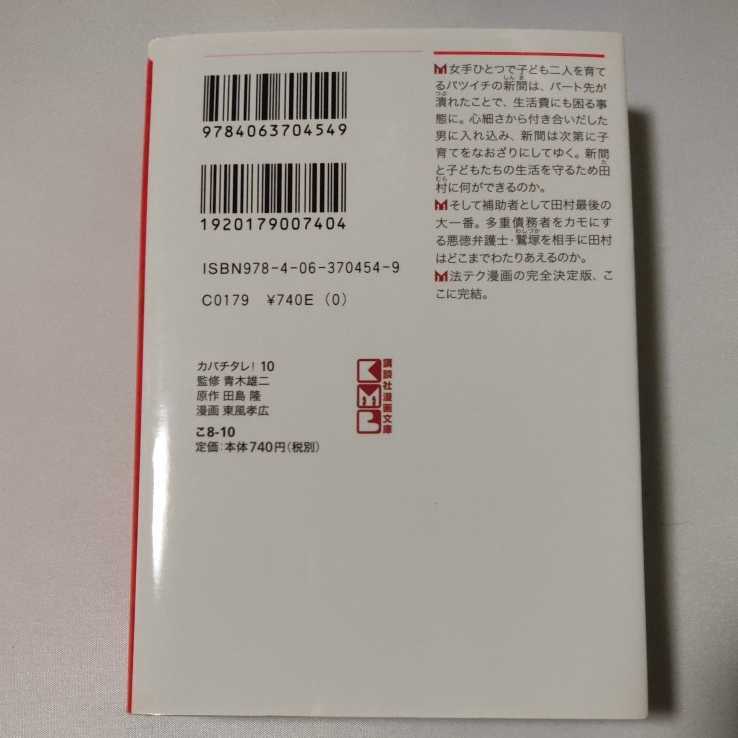 9784063704549
1920179007404
ISBN978-4-06-370454-9
C0179 ¥740E (0)
カバチタレ! 10
監修 青木雄二
原作 田島 隆
漫画 東風孝広
こ8-10
定価:本体740円(税別)
講談社漫画文庫
KMB
女手ひとつで子ども二人を育て
るバツイチの新間は、パート先が
潰れたことで、生活費にも困る事
態に。心細さから付き合いだした
男に入れ込み、新間は次第に子
育てをなおざりにしてゆく。新間
と子どもたちの生活を守るため田
村に何ができるのか。
そして補助者として田村最後の
大一番。多重債務者をカモにす
る悪徳弁護士・鷲塚を相手に田村
はどこまでわたりあえるのか。
法テク漫画の完全決定版、こ
こに完結。